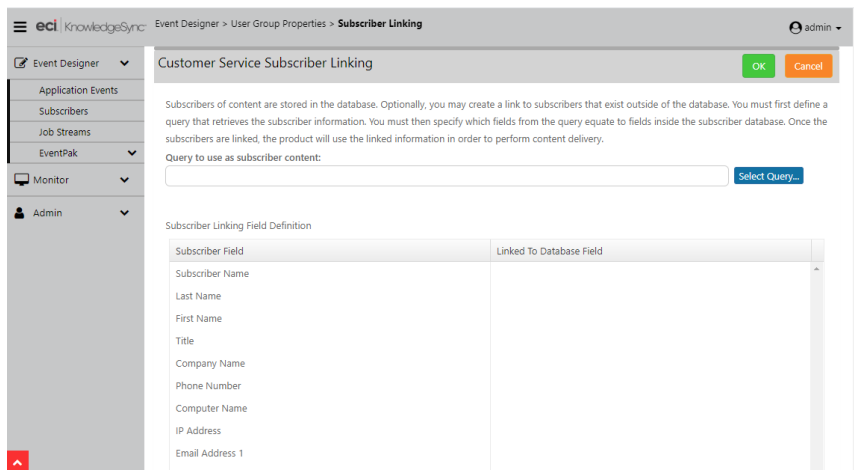 eci KnowledgeSync
Event Designer > User Group Properties > Subscriber Linking
admin
Event Designer
Application Events
Subscribers
Job Streams
EventPak
Monitor
Admin
Customer Service Subscriber Linking
OK
Cancel
Subscribers of content are stored in the database. Optionally, you may create a link to subscribers that exist outside of the database. You must first define a
query that retrieves the subscriber information. You must then specify which fields from the query equate to fields inside the subscriber database. Once the
subscribers are linked, the product will use the linked information in order to perform content delivery.
Query to use as subscriber content:
Select Query...
Subscriber Linking Field Definition
Subscriber Field
Linked To Database Field
Subscriber Name
Last Name
First Name
Title
Company Name
Phone Number
Computer Name
IP Address
Email Address 1